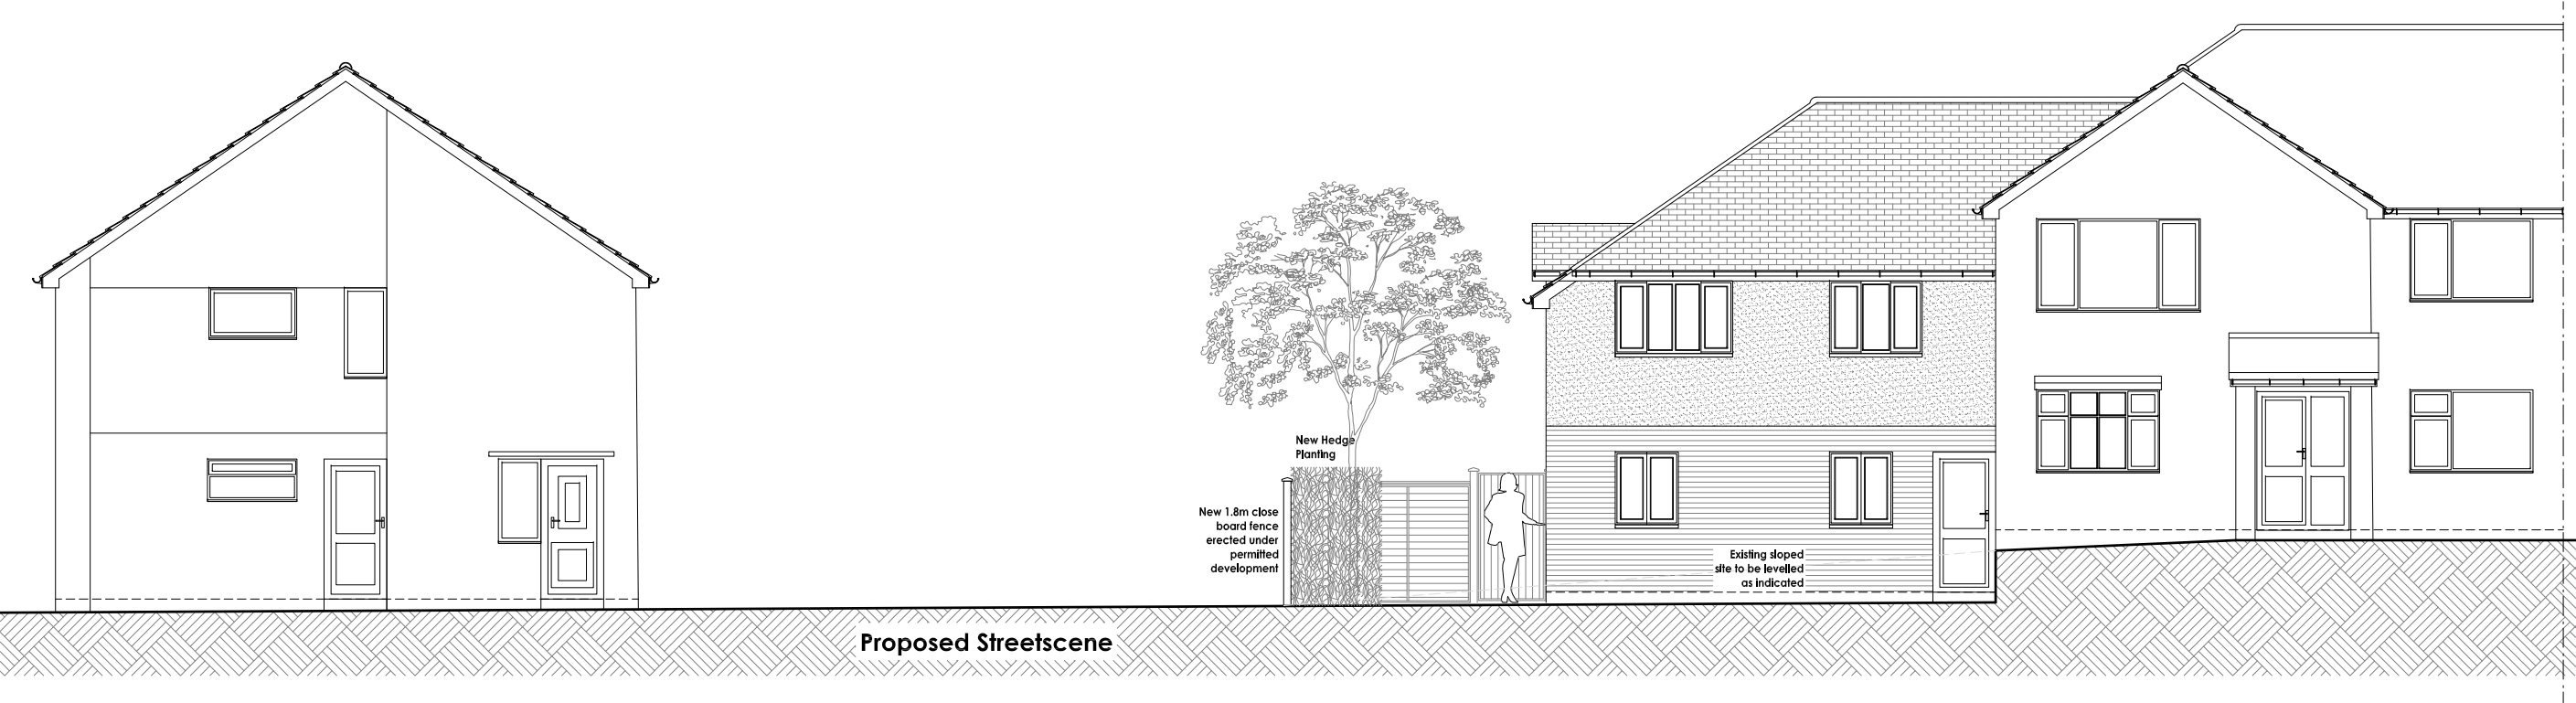 New Hedge
Planting
New 1.8m close
board fence
erected under
permitted
development
Existing sloped
site to be levelled
as indicated
Proposed Streetscene